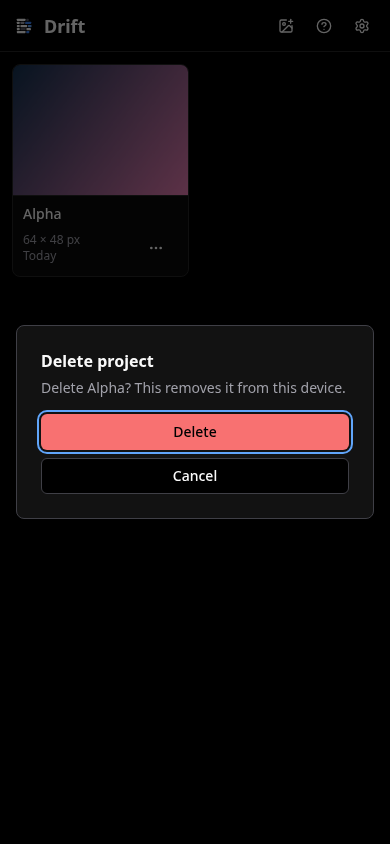 Drift
Alpha
64 × 48 px
Today
Delete project
Delete Alpha? This removes it from this device.
Delete
Cancel